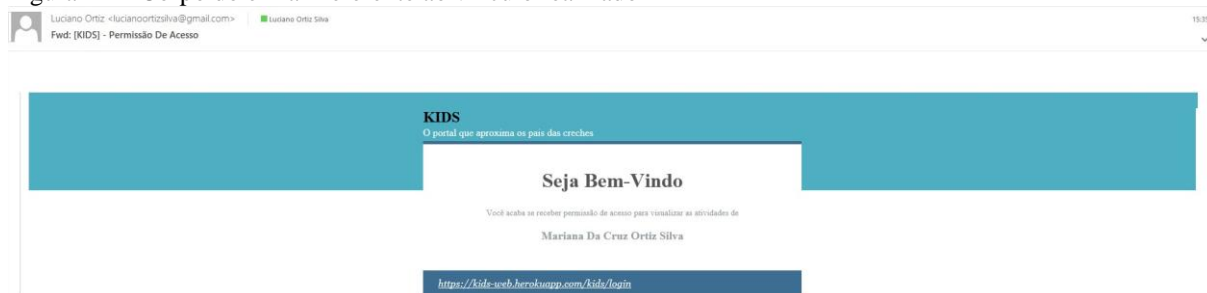 Luciano Ortiz <lucianoortizsilva@gmail.com> Luciano Ortiz Silva
15:35
Fwd: [KIDS] - Permissão De Acesso
KIDS
O portal que aproxima os pais das creches
Seja Bem-Vindo
Você acaba se receber permissão de acesso para visualizar as atividades de
Mariana Da Cruz Ortiz Silva
https://kids-web.herokuapp.com/kids/login